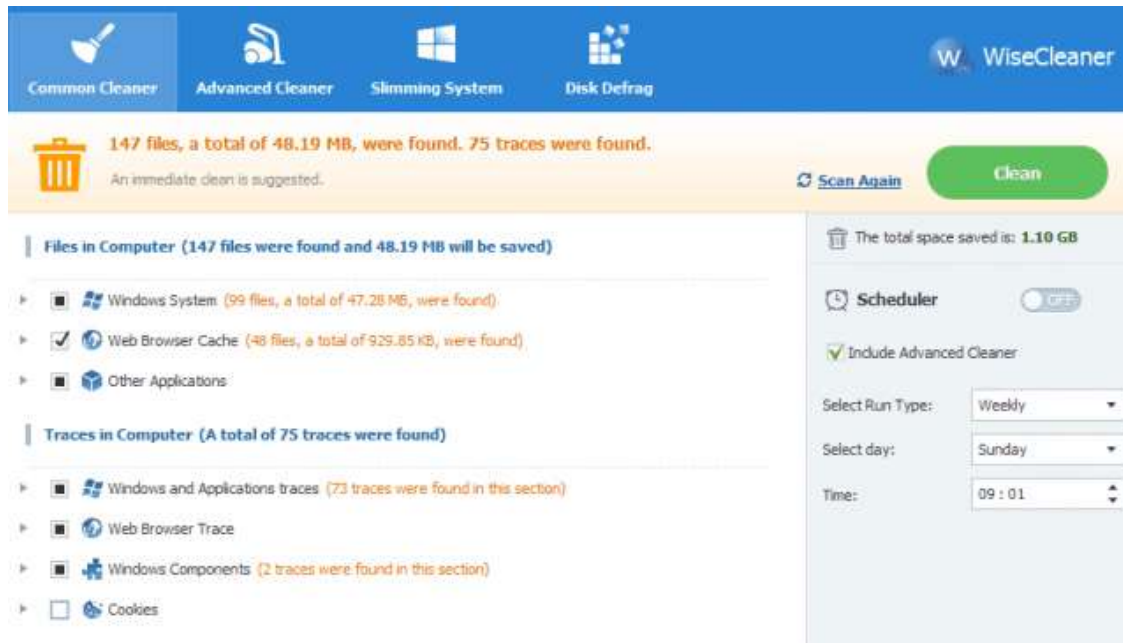 Common Cleaner
Advanced Cleaner
Slimming System
Disk Defrag
WiseCleaner
147 files, a total of 48.19 MB, were found. 75 traces were found.
An immediate clean is suggested.
Scan Again
Clean
Files in Computer (147 files were found and 48.19 MB will be saved)
Windows System (99 files, a total of 47.28 MB, were found)
Web Browser Cache (48 files, a total of 929.85 KB, were found)
Other Applications
Traces in Computer (A total of 75 traces were found)
Windows and Applications traces (73 traces were found in this section)
Web Browser Trace
Windows Components (2 traces were found in this section)
Cookies
The total space saved is: 1.10 GB
Scheduler
OFF
Include Advanced Cleaner
Select Run Type: Weekly
Select day: Sunday
Time: 09 : 01